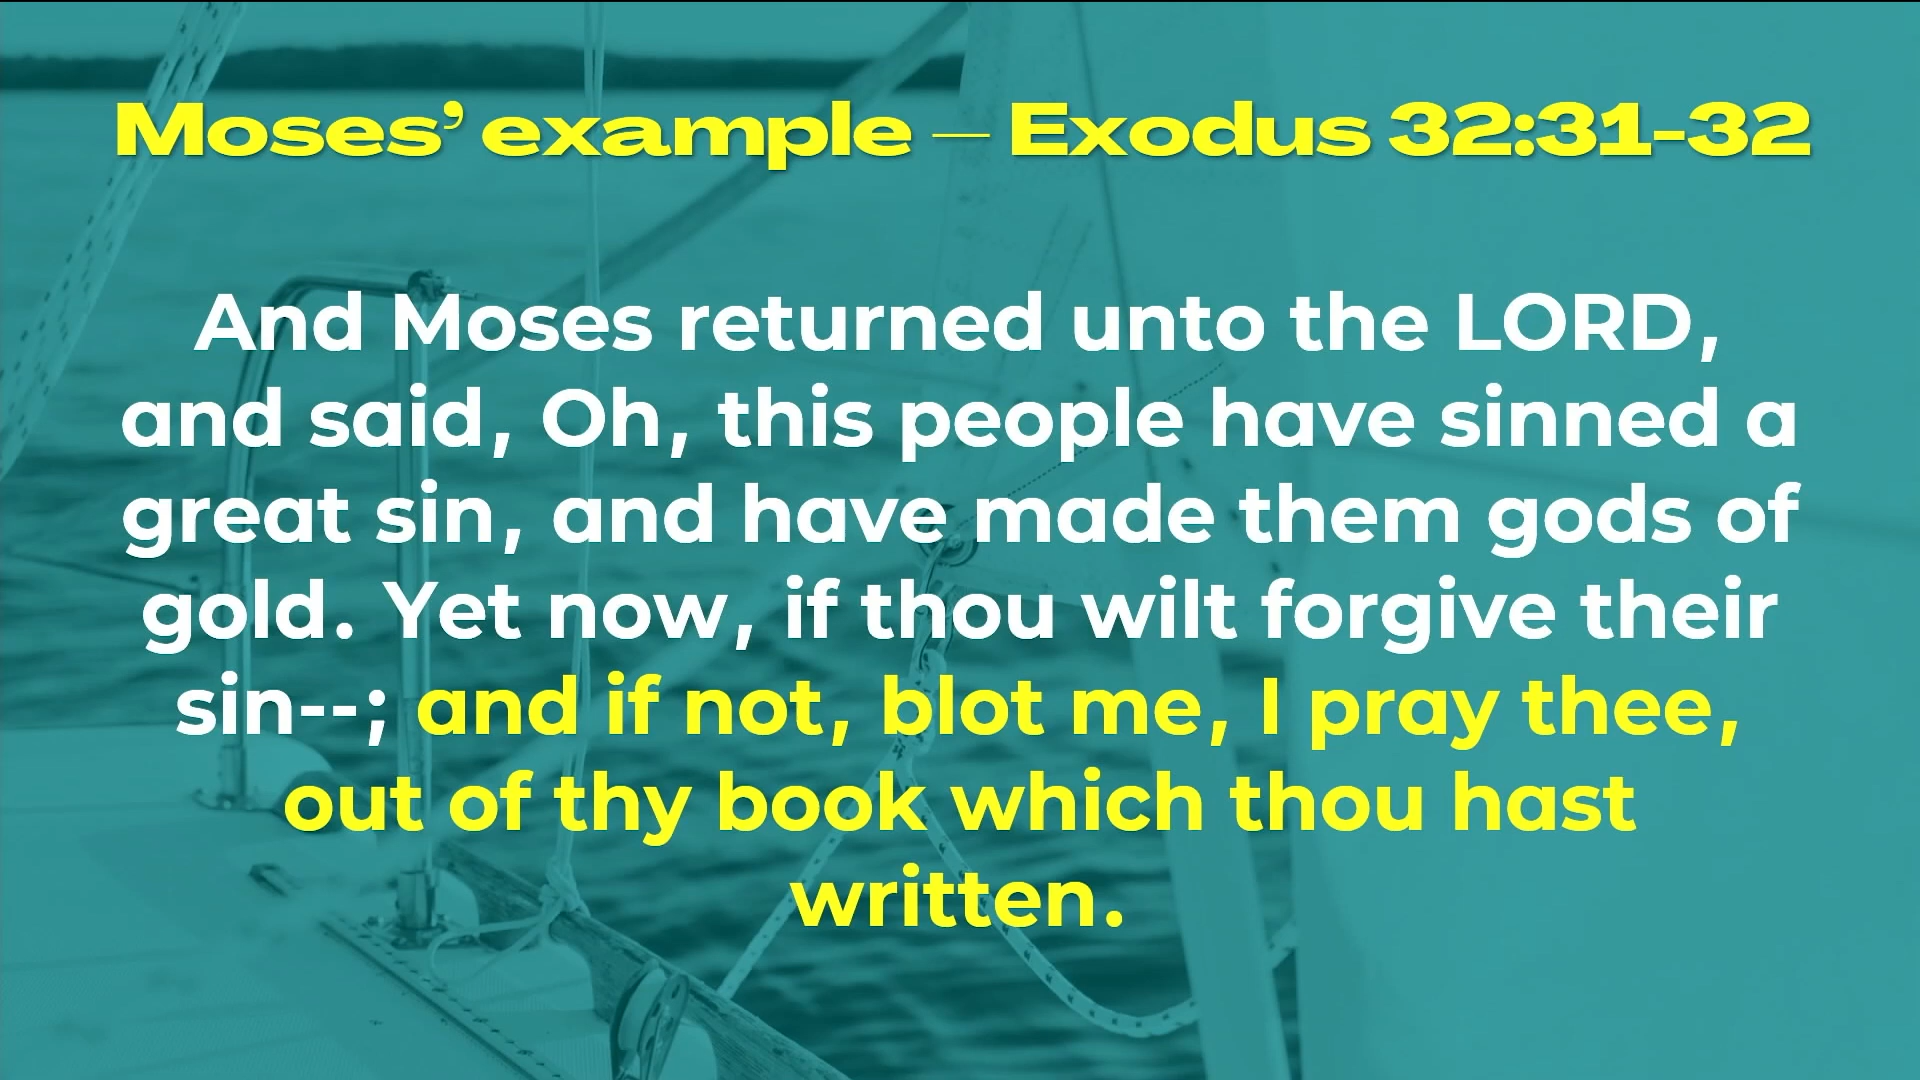 Moses’ example — Exodus 32:31-32
And Moses returned unto the LORD,
and said, Oh, this people have sinned a
great sin, and have made them gods of
gold. Yet now, if thou wilt forgive their
sin--; and if not, blot me, I pray thee,
out of thy book which thou hast
written.